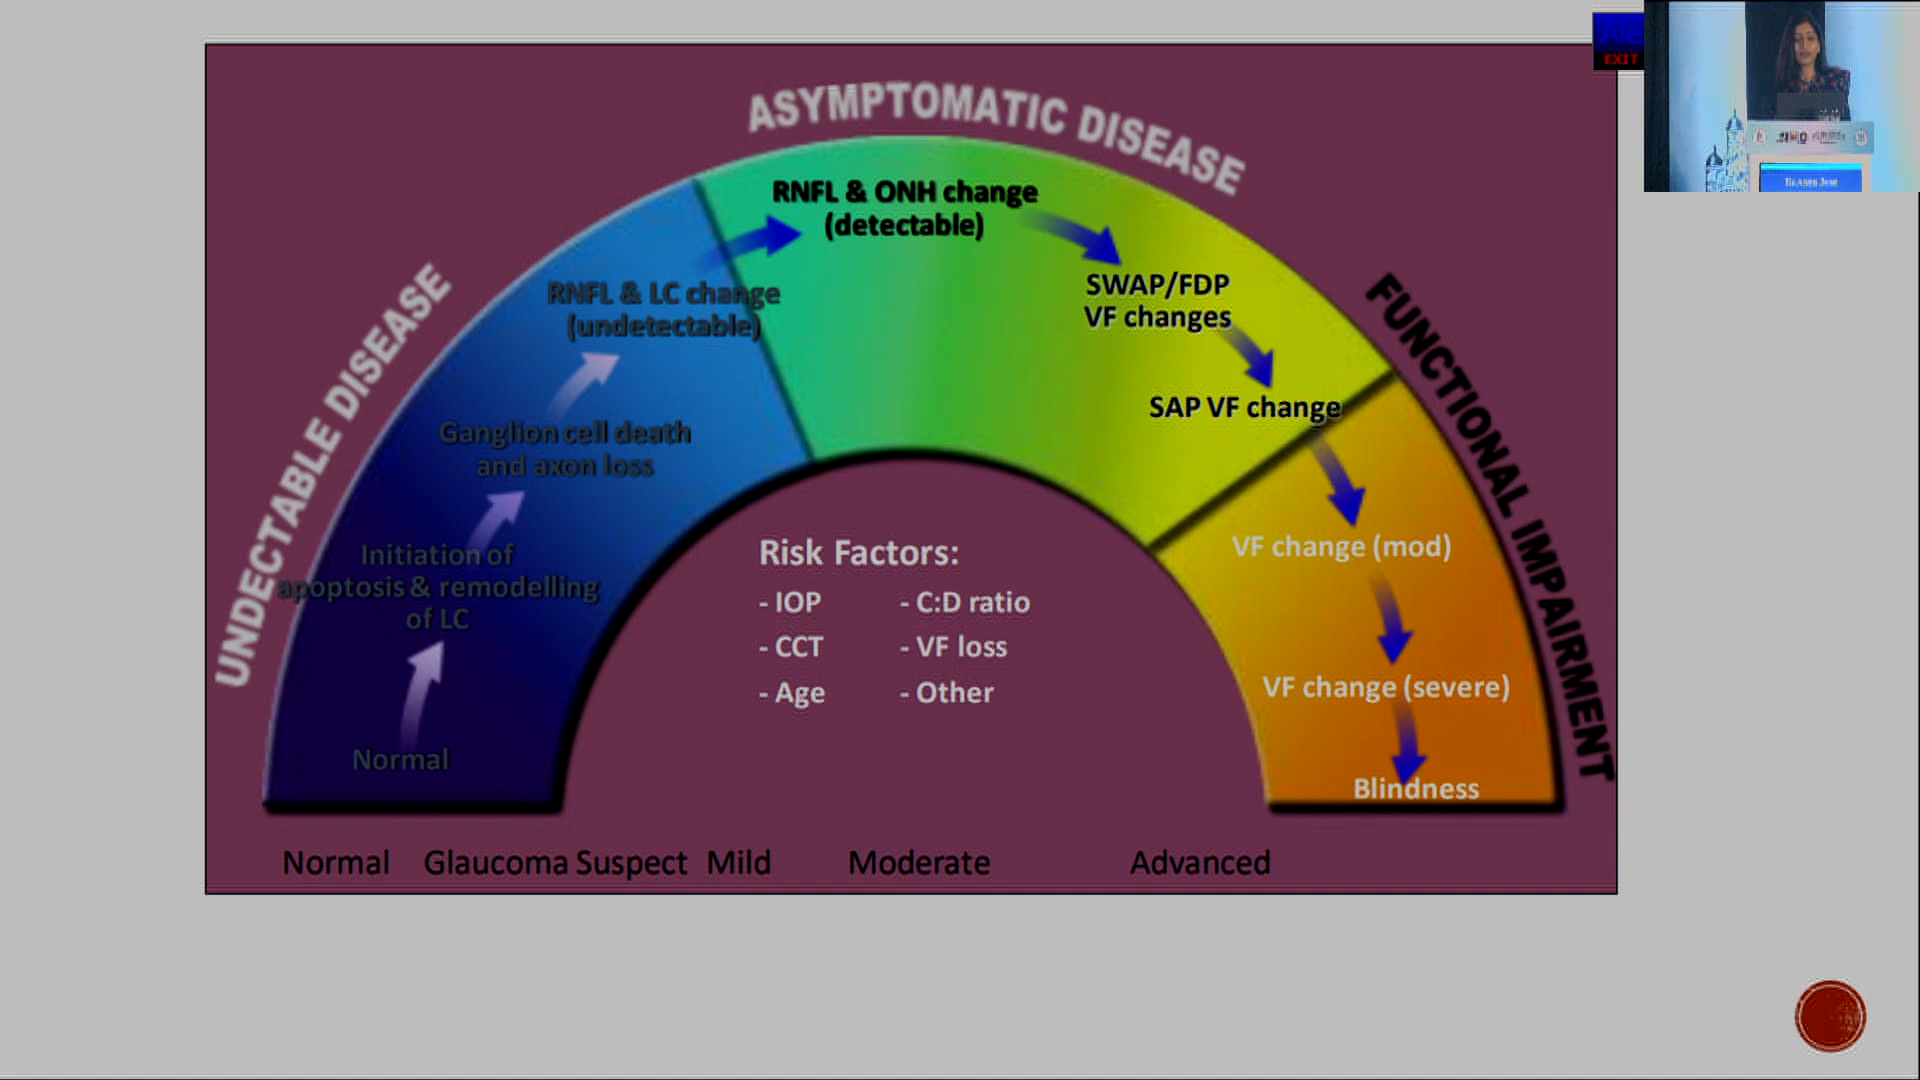 ASYMPTOMATIC DISEASE
UNDECTABLE DISEASE
FUNCTIONAL IMPAIRMENT
RNFL & ONH change
(detectable)
RNFL & LC change
(undetectable)
SWAP/FDP
VF changes
SAP VF change
Ganglion cell death
and axon loss
Initiation of
apoptosis & remodelling
of LC
Normal
VF change (mod)
VF change (severe)
Blindness
Risk Factors:
- IOP - C:D ratio
- CCT - VF loss
- Age - Other
Normal Glaucoma Suspect Mild Moderate Advanced
EXIT